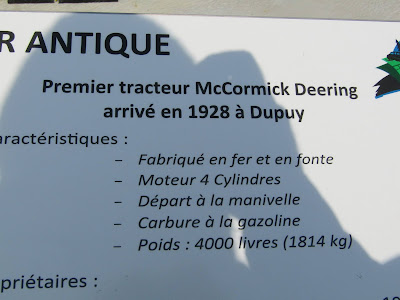 R ANTIQUE
Premier tracteur McCormick Deering
arrivé en 1928 à Dupuy
aractéristiques :
– Fabriqué en fer et en fonte
– Moteur 4 Cylindres
– Départ à la manivelle
– Carbure à la gazoline
– Poids : 4000 livres (1814 kg)
opriétaires :